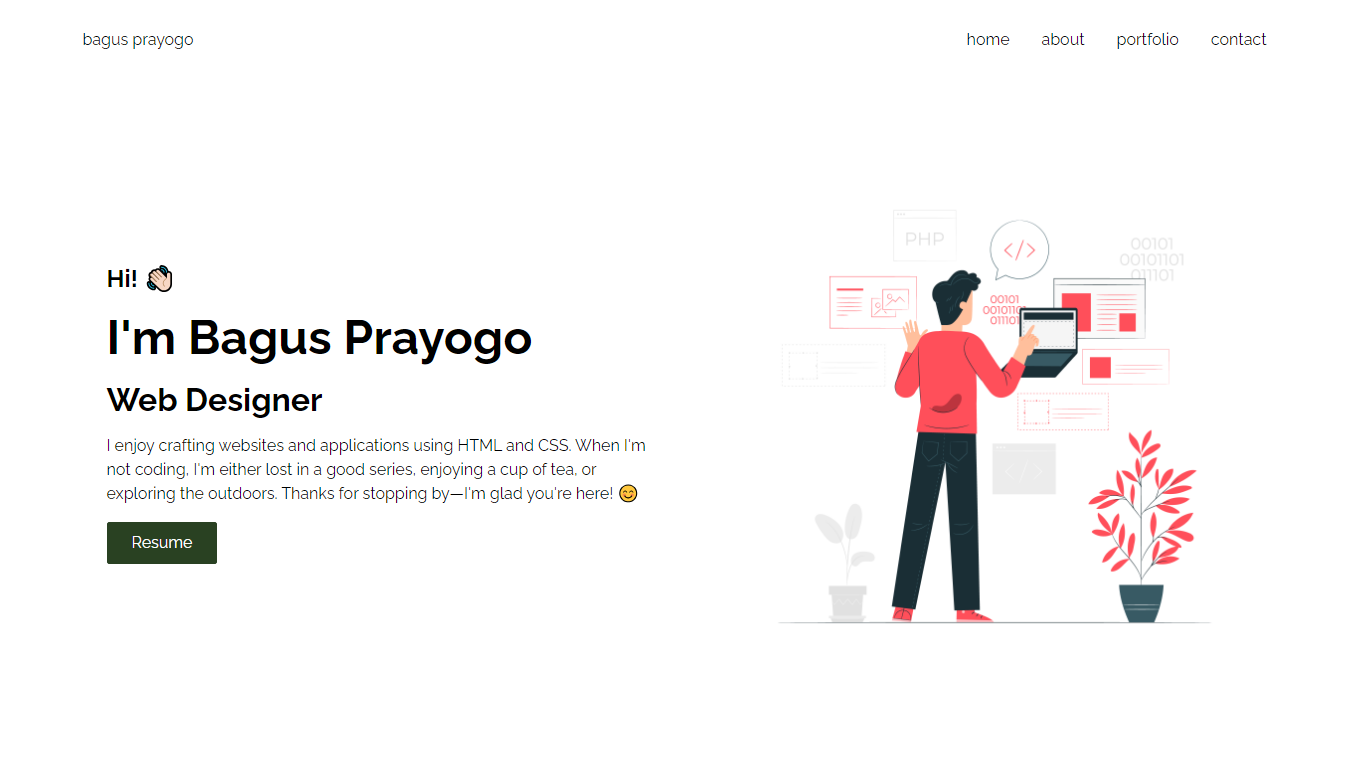 bagus prayogo
home about portfolio contact
Hi! 👋🏻
I'm Bagus Prayogo
Web Designer
I enjoy crafting websites and applications using HTML and CSS. When I'm
not coding, I'm either lost in a good series, enjoying a cup of tea, or
exploring the outdoors. Thanks for stopping by—I'm glad you're here! 😊
Resume
PHP
</>
00101
00101101
011101
00101
0010110
01110
</>